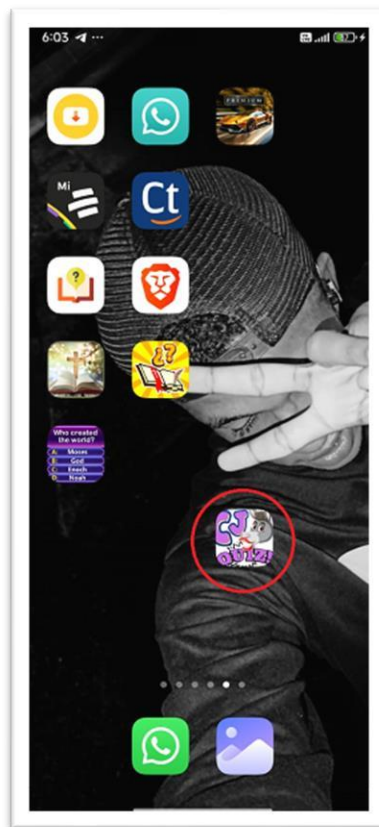 6:03
PREMIUM
Mi
Ct
?
¿?
Who created
the world?
A: Moses
B: God
C: Enoch
D: Noah
CJ
QUIZ!